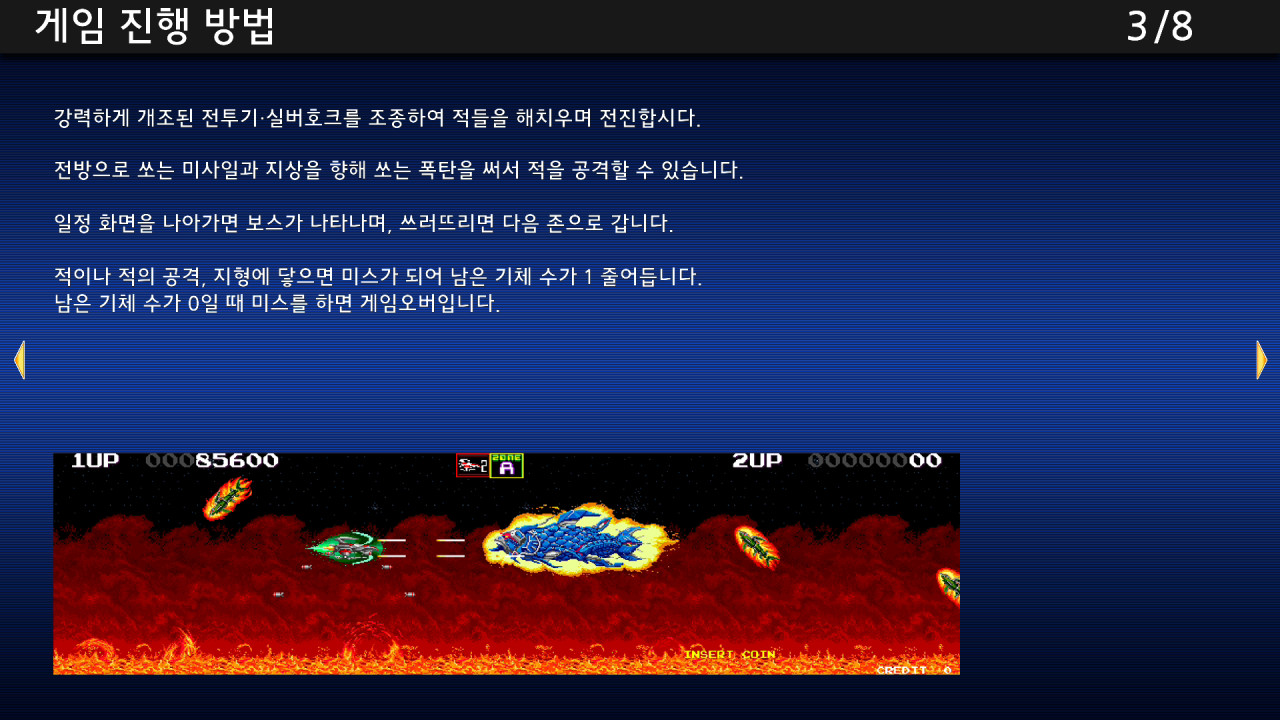 게임 진행 방법
3/8
강력하게 개조된 전투기·실버호크를 조종하여 적들을 해치우며 전진합시다.
전방으로 쏘는 미사일과 지상을 향해 쏘는 폭탄을 써서 적을 공격할 수 있습니다.
일정 화면을 나아가면 보스가 나타나며, 쓰러뜨리면 다음 존으로 갑니다.
적이나 적의 공격, 지형에 닿으면 미스가 되어 남은 기체 수가 1 줄어듭니다.
남은 기체 수가 0일 때 미스를 하면 게임오버입니다.
1UP 00085600
2
ZONE
A
2UP 000000000
INSERT COIN
CREDIT 0